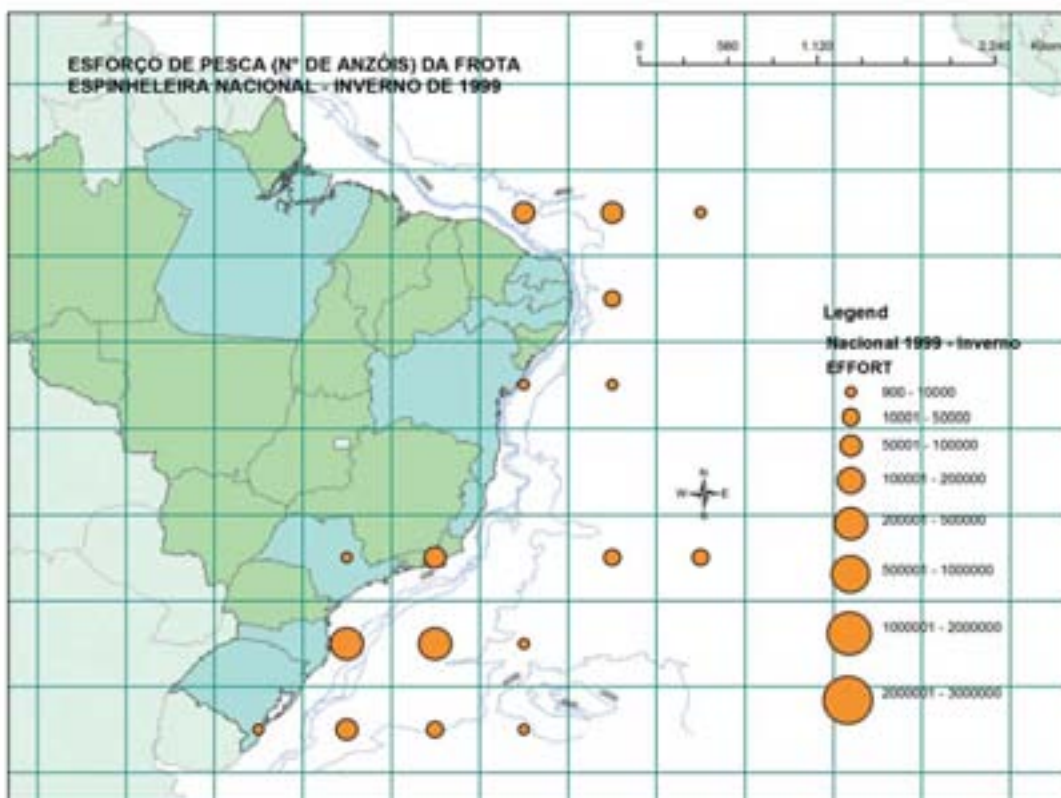 ESFORÇO DE PESCA (N° DE ANZÓIS) DA FROTA
ESPINHELEIRA NACIONAL - INVERNO DE 1999
0 560 1.120 2.240
Legend
Nacional 1999 - Inverno
EFFORT
900 - 10000
10001 - 50000
50001 - 100000
100001 - 200000
200001 - 500000
500001 - 1000000
1000001 - 2000000
2000001 - 3000000
N
W E
S